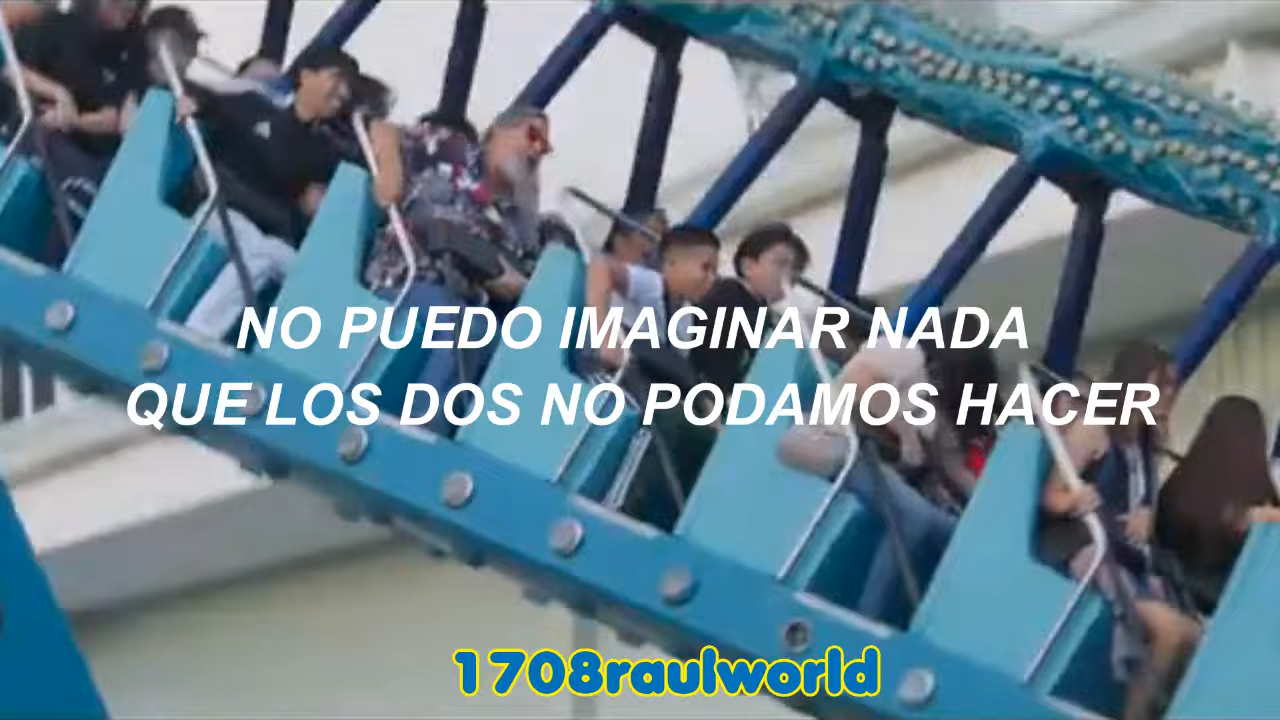 NO PUEDO IMAGINAR NADA
QUE LOS DOS NO PODAMOS HACER
1708raulworld